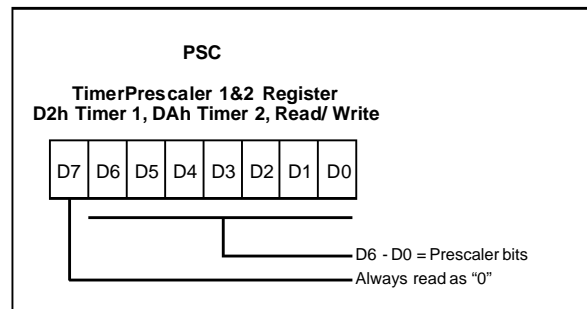 PSC
TimerPrescaler 1&2 Register
D2h Timer 1, DAh Timer 2, Read/ Write
D7 D6 D5 D4 D3 D2 D1 D0
D6 - D0 = Prescaler bits
Always read as “0”